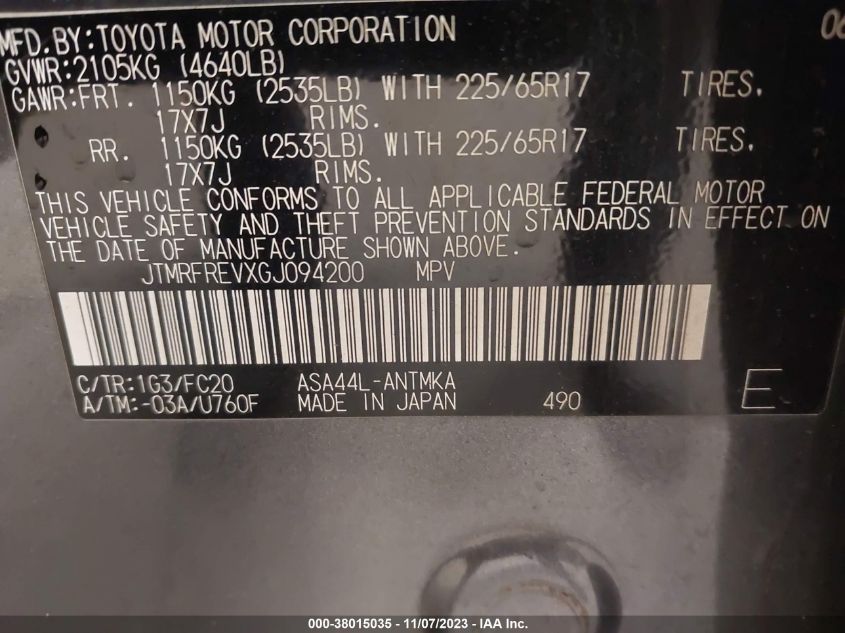 MFD.BY:TOYOTA MOTOR CORPORATION 06
GVWR:2105KG (4640LB)
GAWR:FRT. 1150KG (2535LB) WITH 225/65R17 TIRES,
17X7J RIMS.
RR. 1150KG (2535LB) WITH 225/65R17 TIRES,
17X7J RIMS.
THIS VEHICLE CONFORMS TO ALL APPLICABLE FEDERAL MOTOR
VEHICLE SAFETY AND THEFT PREVENTION STANDARDS IN EFFECT ON
THE DATE OF MANUFACTURE SHOWN ABOVE.
JTMRFREVXGJ094200 MPV
C/TR:1G3/FC20 ASA44L-ANTMKA
A/TM:-03A/U760F MADE IN JAPAN 490 E
000-38015035 - 11/07/2023 - IAA Inc.